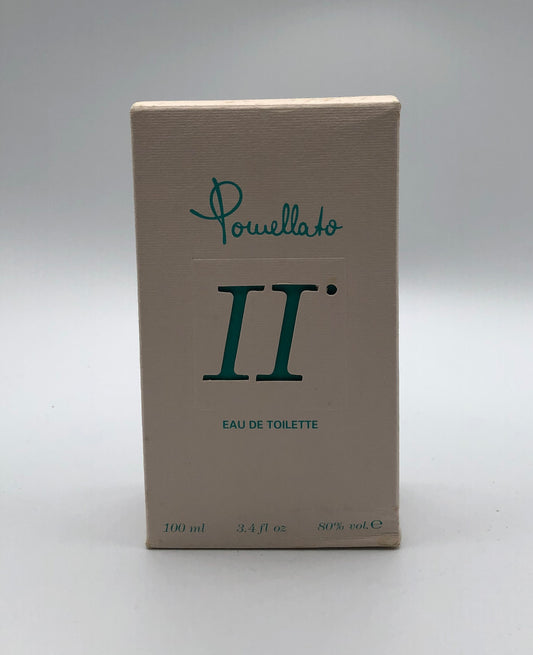 Pomellato
II°
EAU DE TOILETTE
100 ml 3.4 fl oz 80% vol. ℮